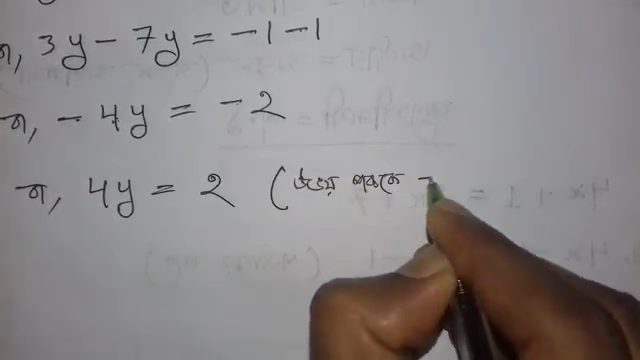 বা, 3y - 7y = -1 - 1
বা, - 4y = - 2
বা, 4y = 2 (উভয় পক্ষকে -